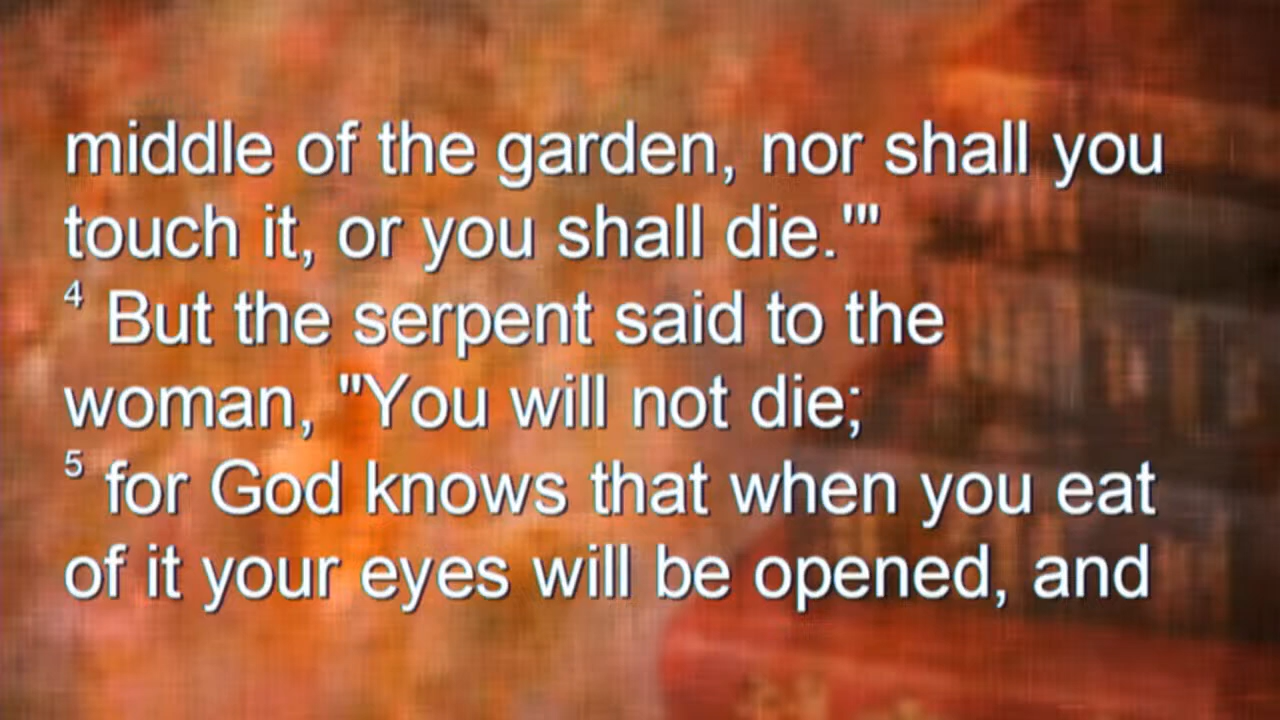 middle of the garden, nor shall you
touch it, or you shall die.'"
4 But the serpent said to the
woman, "You will not die;
5 for God knows that when you eat
of it your eyes will be opened, and